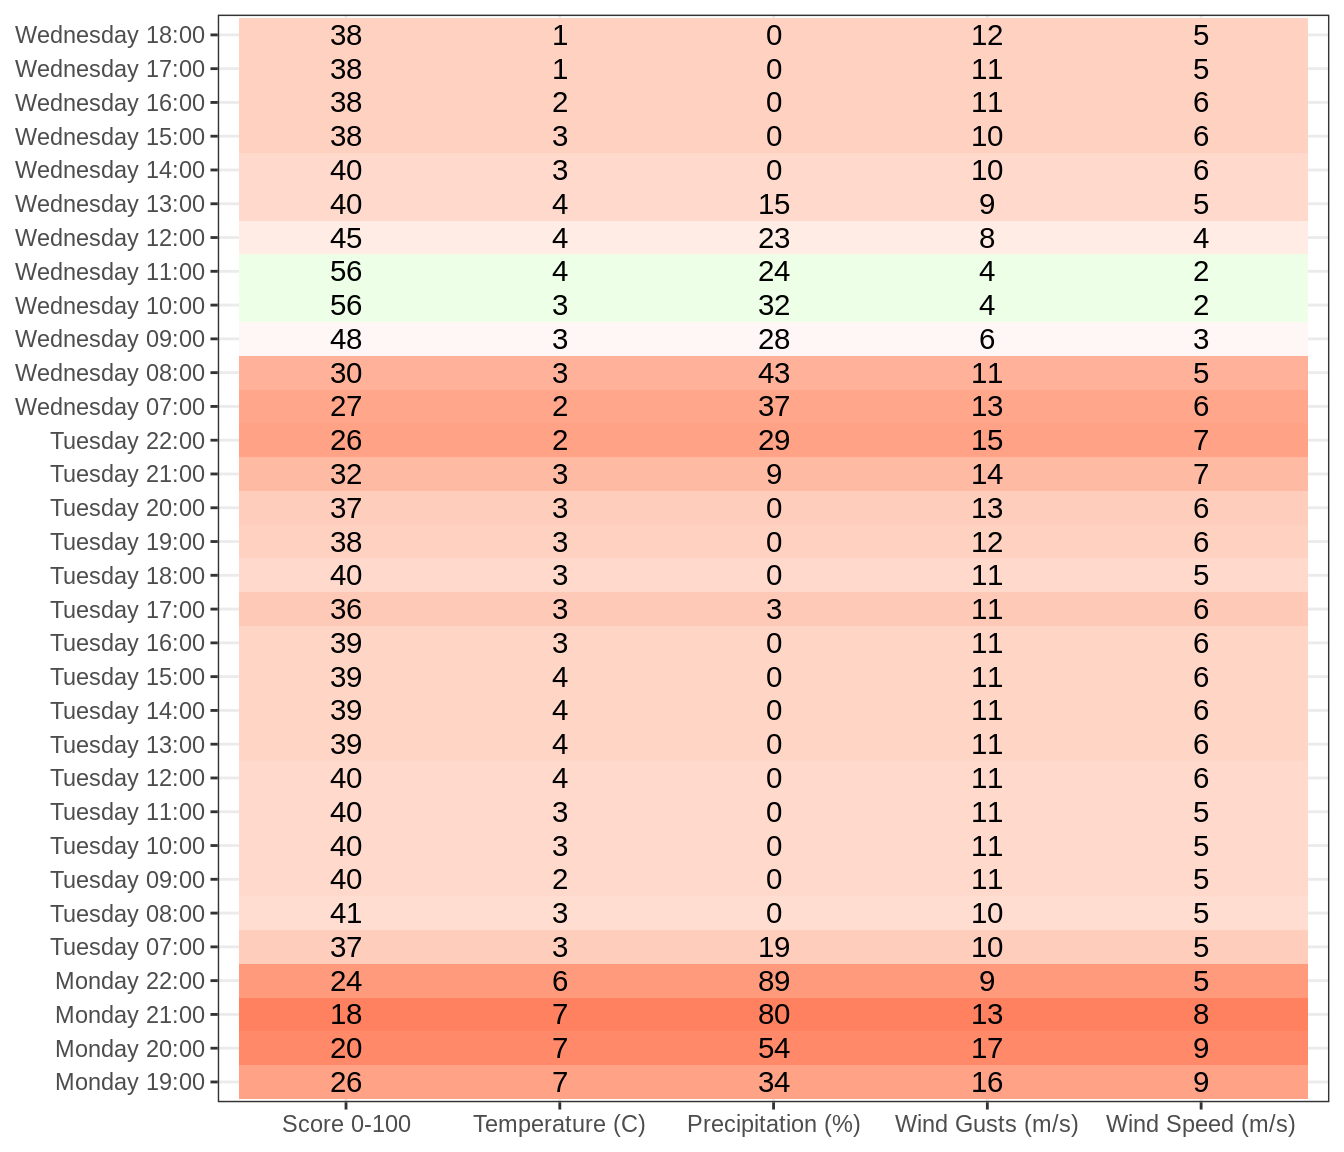 Wednesday 18:00 38 1 0 12 5
Wednesday 17:00 38 1 0 11 5
Wednesday 16:00 38 2 0 11 6
Wednesday 15:00 38 3 0 10 6
Wednesday 14:00 40 3 0 10 6
Wednesday 13:00 40 4 15 9 5
Wednesday 12:00 45 4 23 8 4
Wednesday 11:00 56 4 24 4 2
Wednesday 10:00 56 3 32 4 2
Wednesday 09:00 48 3 28 6 3
Wednesday 08:00 30 3 43 11 5
Wednesday 07:00 27 2 37 13 6
Tuesday 22:00 26 2 29 15 7
Tuesday 21:00 32 3 9 14 7
Tuesday 20:00 37 3 0 13 6
Tuesday 19:00 38 3 0 12 6
Tuesday 18:00 40 3 0 11 5
Tuesday 17:00 36 3 3 11 6
Tuesday 16:00 39 3 0 11 6
Tuesday 15:00 39 4 0 11 6
Tuesday 14:00 39 4 0 11 6
Tuesday 13:00 39 4 0 11 6
Tuesday 12:00 40 4 0 11 6
Tuesday 11:00 40 3 0 11 5
Tuesday 10:00 40 3 0 11 5
Tuesday 09:00 40 2 0 11 5
Tuesday 08:00 41 3 0 10 5
Tuesday 07:00 37 3 19 10 5
Monday 22:00 24 6 89 9 5
Monday 21:00 18 7 80 13 8
Monday 20:00 20 7 54 17 9
Monday 19:00 26 7 34 16 9
Score 0-100 Temperature (C) Precipitation (%) Wind Gusts (m/s) Wind Speed (m/s)